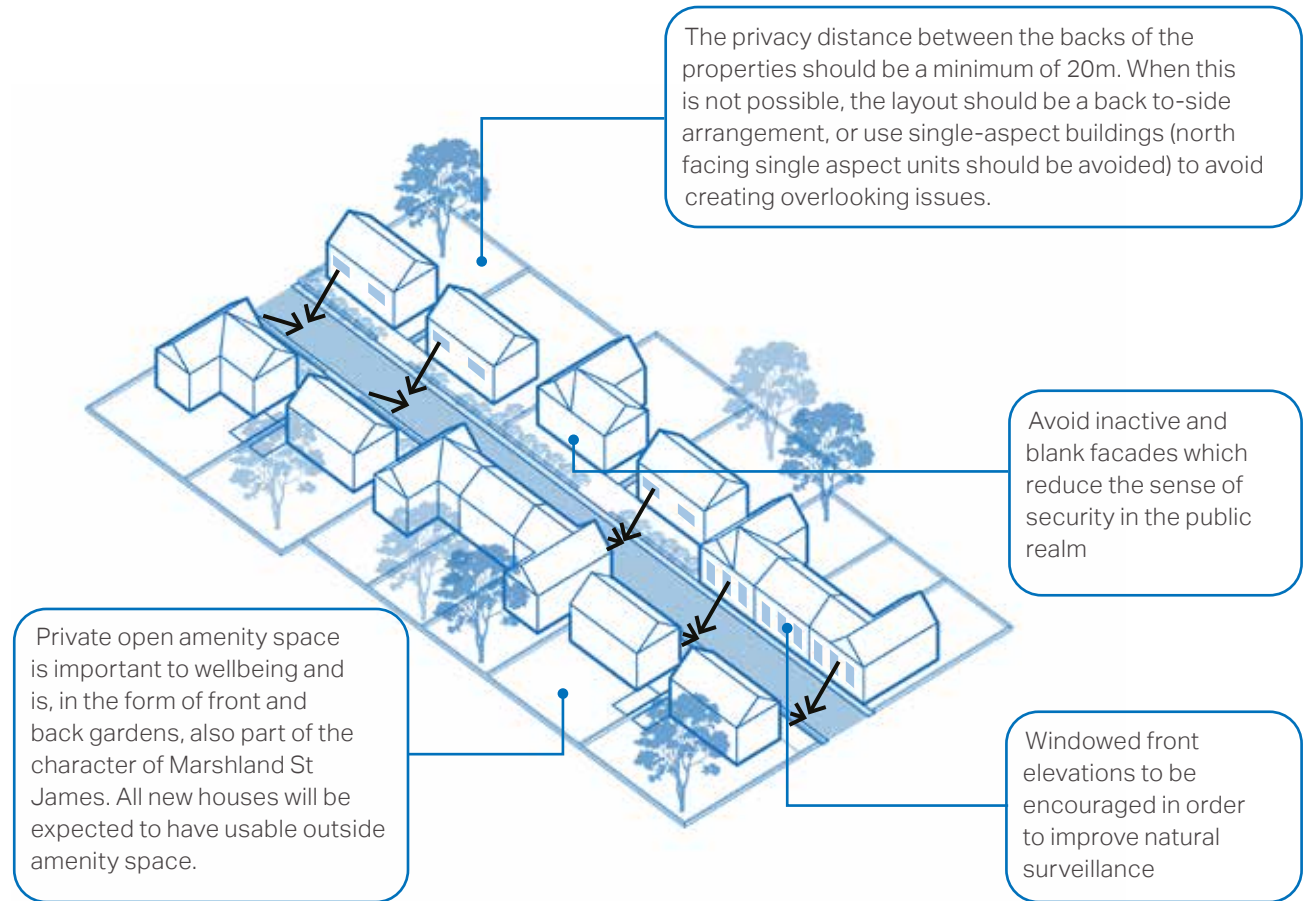 The privacy distance between the backs of the
properties should be a minimum of 20m. When this
is not possible, the layout should be a back to-side
arrangement, or use single-aspect buildings (north
facing single aspect units should be avoided) to avoid
creating overlooking issues.
Avoid inactive and
blank facades which
reduce the sense of
security in the public
realm
Private open amenity space
is important to wellbeing and
is, in the form of front and
back gardens, also part of the
character of Marshland St
James. All new houses will be
expected to have usable outside
amenity space.
Windowed front
elevations to be
encouraged in order
to improve natural
surveillance